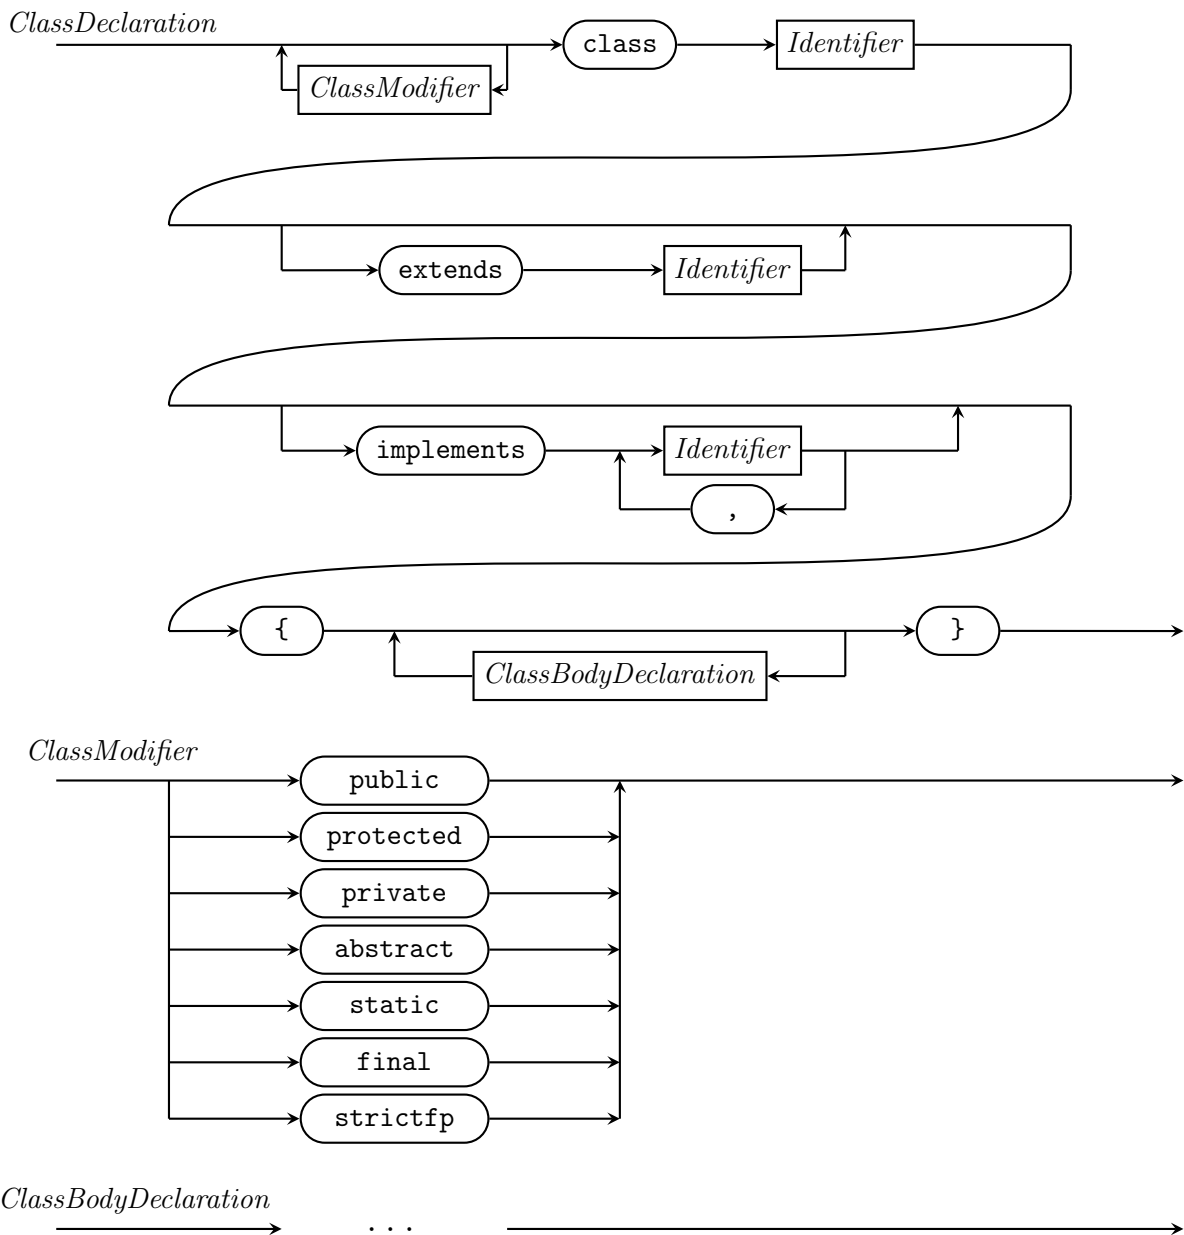 ClassDeclaration
class Identifier
ClassModifier
extends Identifier
implements Identifier
,
{ }
ClassBodyDeclaration
ClassModifier
public
protected
private
abstract
static
final
strictfp
ClassBodyDeclaration
. . .